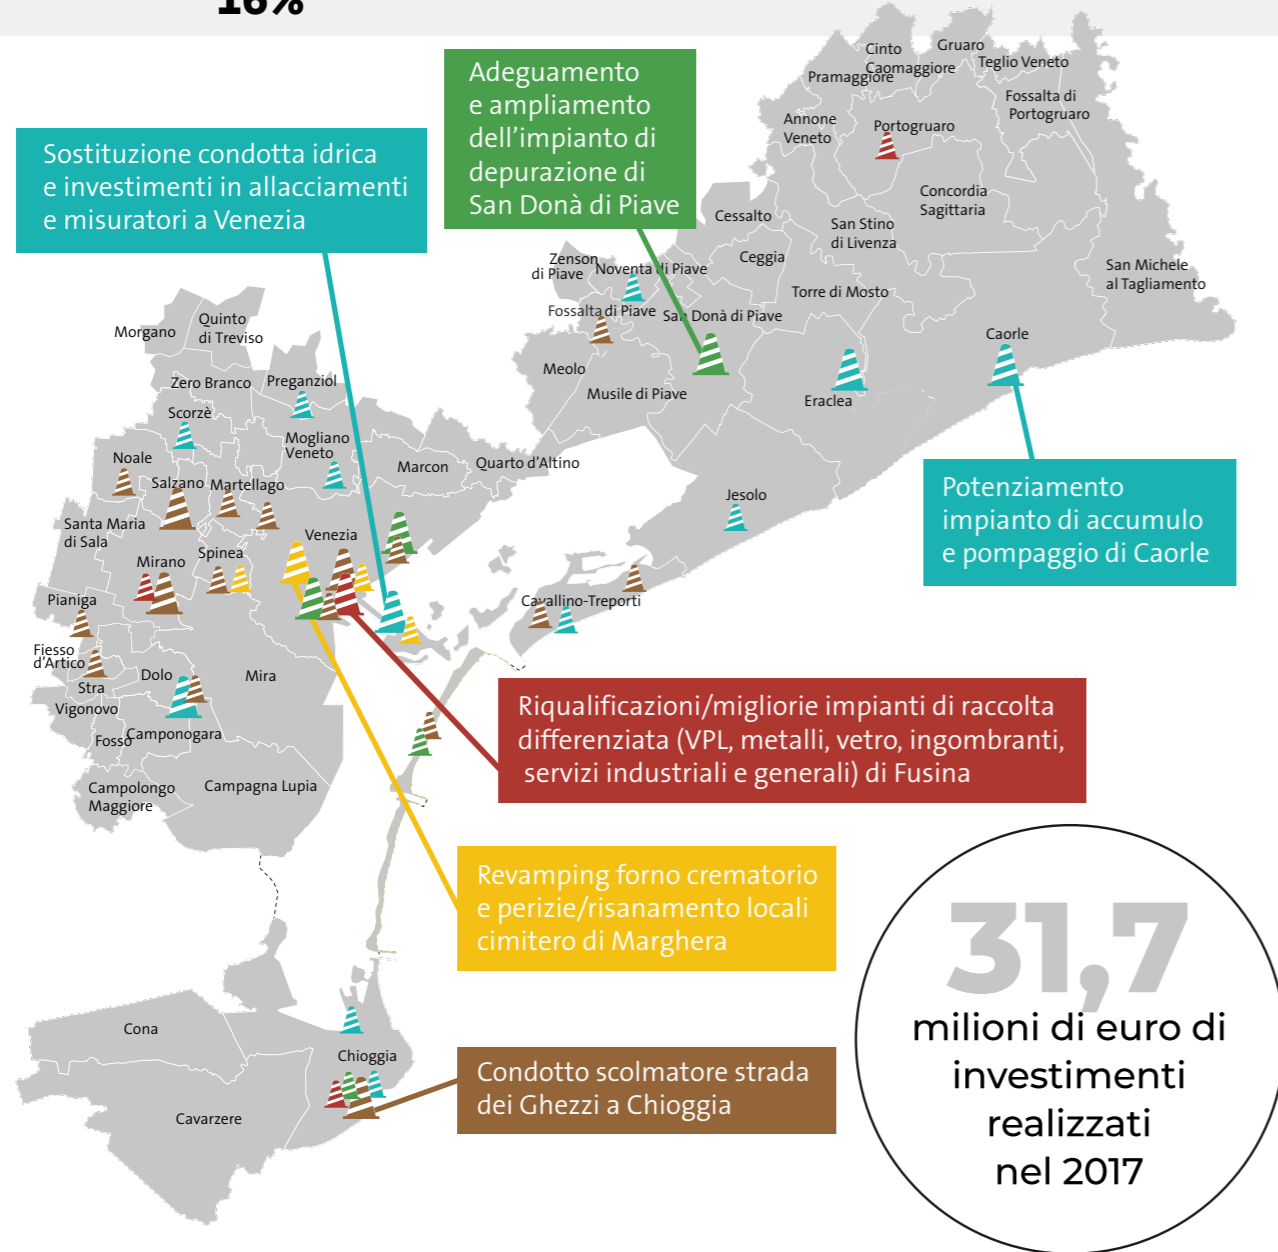 16%
Adeguamento
e ampliamento
dell'impianto di
depurazione di
San Donà di Piave
Sostituzione condotta idrica
e investimenti in allacciamenti
e misuratori a Venezia
Cinto
Caomaggiore
Gruaro
Teglio Veneto
Pramaggiore
Fossalta di
Portogruaro
Annone
Veneto
Portogruaro
Concordia
Sagittaria
Cessalto
San Stino
di Livenza
Ceggia
Zenson
di Piave
Noventa di Piave
San Michele
al Tagliamento
Torre di Mosto
Fossalta di Piave
San Donà di Piave
Caorle
Morgano
Quinto
di Treviso
Meolo
Musile di Piave
Eraclea
Zero Branco
Preganziol
Scorzè
Mogliano
Veneto
Marcon
Quarto d'Altino
Noale
Salzano
Martellago
Jesolo
Santa Maria
di Sala
Venezia
Mirano
Spinea
Potenziamento
impianto di accumulo
e pompaggio di Caorle
Pianiga
Cavallino-Treporti
Fiesso
d'Artico
Stra
Dolo
Mira
Vigonovo
Fossò
Camponogara
Campolongo
Maggiore
Campagna Lupia
Riqualificazioni/migliorie impianti di raccolta
differenziata (VPL, metalli, vetro, ingombranti,
servizi industriali e generali) di Fusina
Revamping forno crematorio
e perizie/risanamento locali
cimitero di Marghera
31,7
milioni di euro di
investimenti
realizzati
nel 2017
Cona
Chioggia
Cavarzere
Condotto scolmatore strada
dei Ghezzi a Chioggia